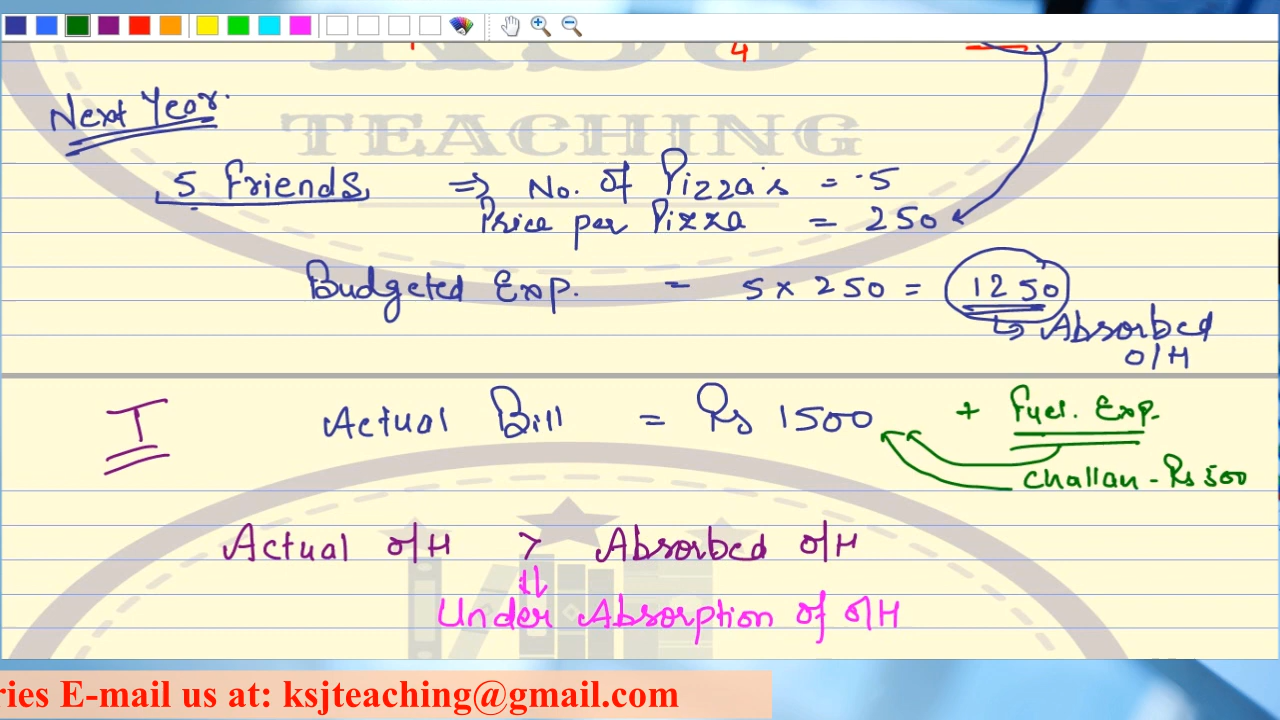 4
TEACHING
Next Year.
5 Friends ⇒ No. of Pizza's = 5
Price per Pizza = 250
Budgeted Exp. = 5 x 250 = 1250
↳ Absorbed
O/H
I Actual Bill = Rs 1500 + Fuel. Exp.
Challan - Rs 500
Actual O/H > Absorbed O/H
Under Absorption of O/H
ries E-mail us at: ksjteaching@gmail.com